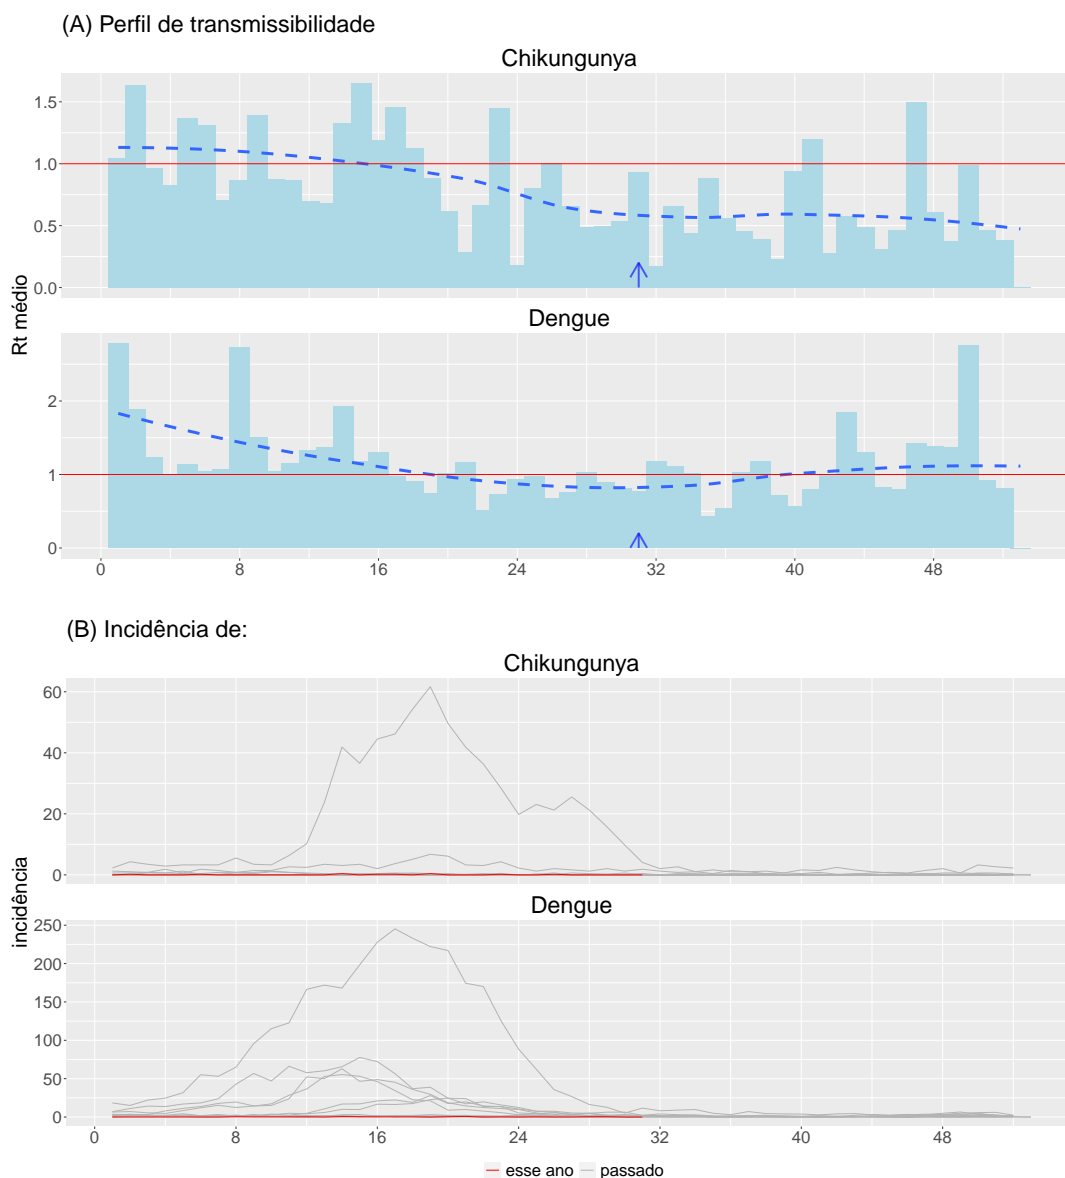 (A) Perfil de transmissibilidade
Chikungunya
1.5
1.0
0.5
0.0
Rt médio
Dengue
2
1
0
0 8 16 24 32 40 48
(B) Incidência de:
Chikungunya
60
40
20
0
incidência
Dengue
250
200
150
100
50
0
0 8 16 24 32 40 48
esse ano passado